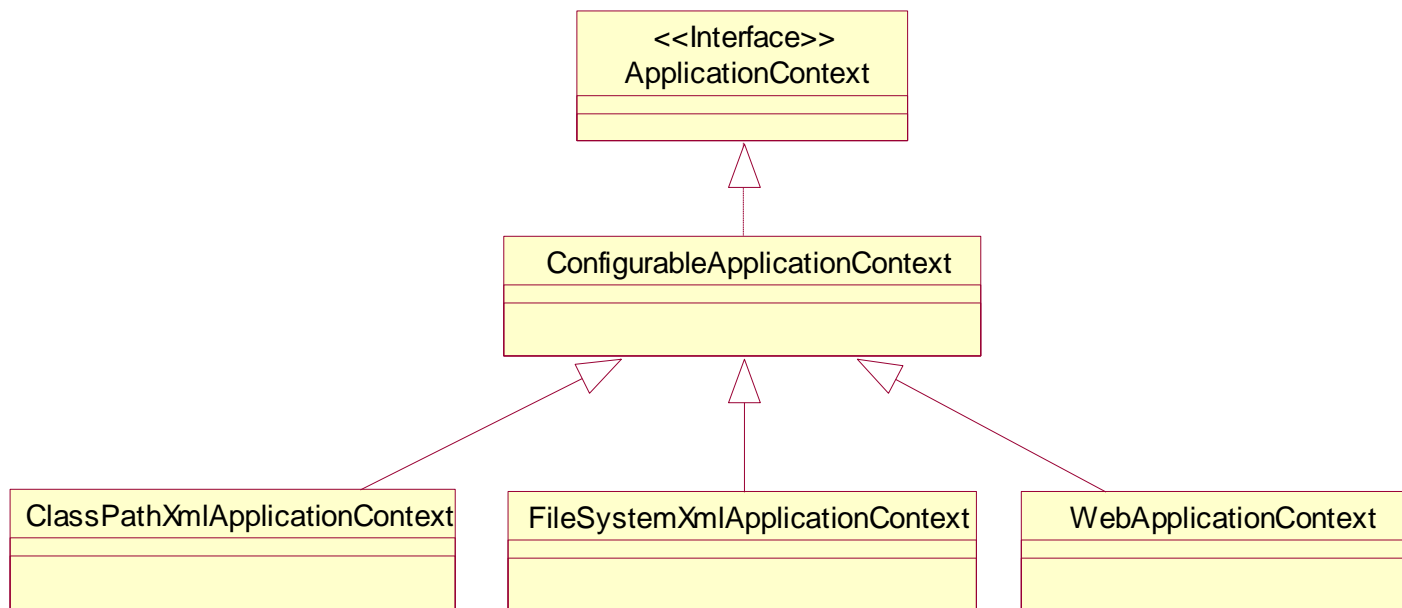 <<Interface>>
ApplicationContext
ConfigurableApplicationContext
ClassPathXmlApplicationContext
FileSystemXmlApplicationContext
WebApplicationContext